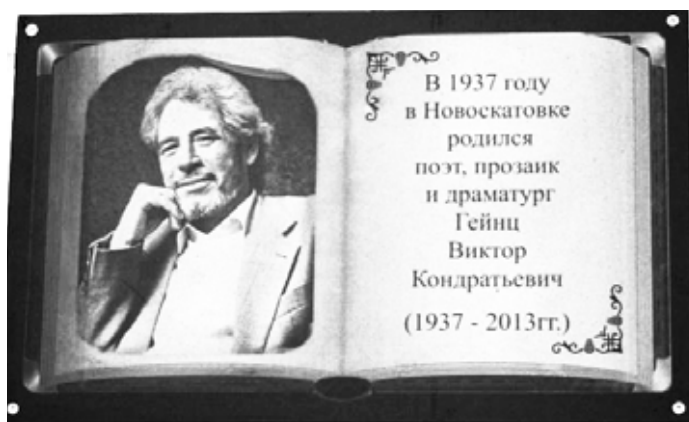 В 1937 году
в Новоскатовке
родился
поэт, прозаик
и драматург
Гейнц
Виктор
Кондратьевич
(1937 - 2013гг.)